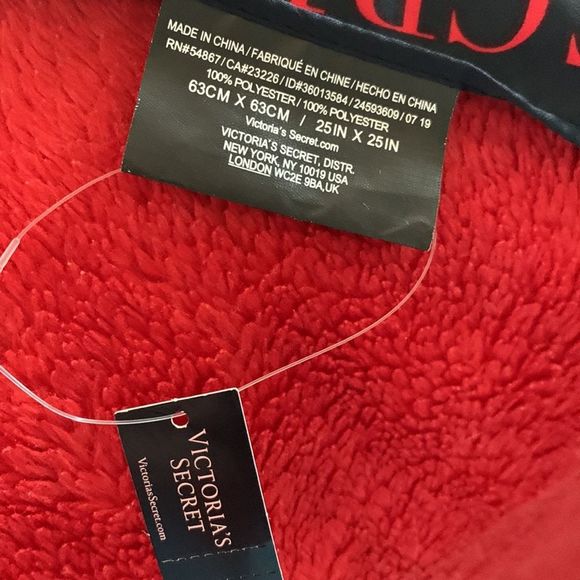 MADE IN CHINA / FABRIQUÉ EN CHINE / HECHO EN CHINA
RN#54867 / CA#23226 / ID#36013584 / 24593609 / 07 19
100% POLYESTER / 100% POLYESTER
63CM X 63CM / 25IN X 25IN
Victoria's Secret.com
VICTORIA'S SECRET, DISTR.
NEW YORK, NY 10019 USA
LONDON WC2E 9BA,UK
VICTORIA'S
SECRET
VictoriasSecret.com